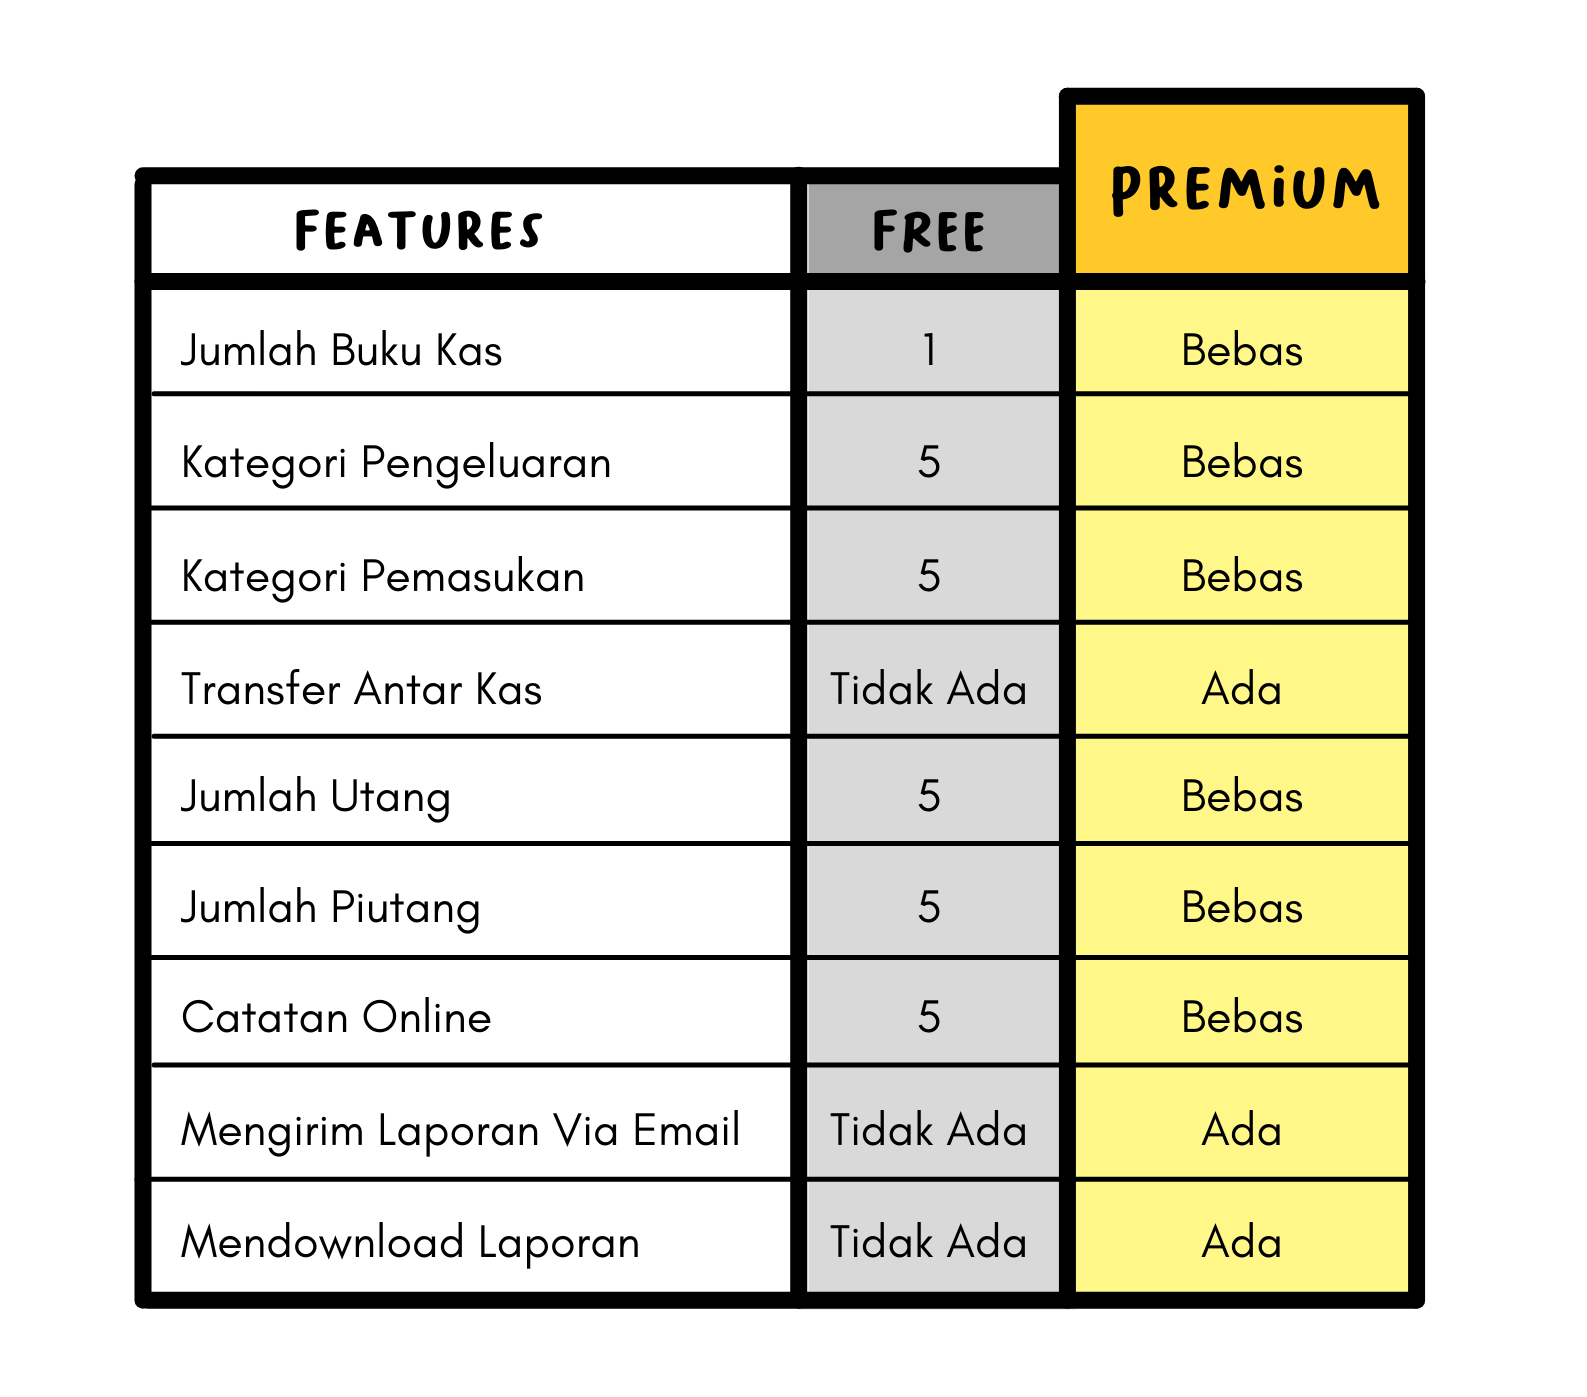 FEATURES FREE PREMiUM
Jumlah Buku Kas 1 Bebas
Kategori Pengeluaran 5 Bebas
Kategori Pemasukan 5 Bebas
Transfer Antar Kas Tidak Ada Ada
Jumlah Utang 5 Bebas
Jumlah Piutang 5 Bebas
Catatan Online 5 Bebas
Mengirim Laporan Via Email Tidak Ada Ada
Mendownload Laporan Tidak Ada Ada